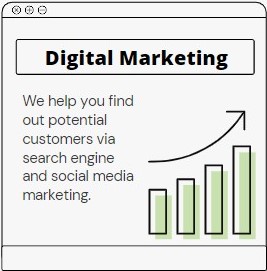 Digital Marketing
We help you find
out potential
customers via
search engine
and social media
marketing.